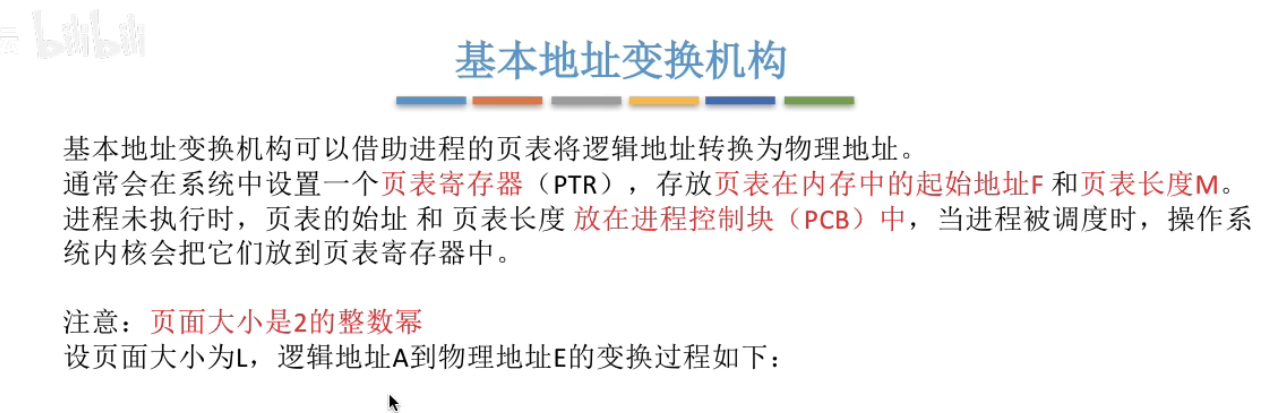 bilibili
基本地址变换机构
基本地址变换机构可以借助进程的页表将逻辑地址转换为物理地址。
通常会在系统中设置一个页表寄存器（PTR），存放页表在内存中的起始地址F 和页表长度M。
进程未执行时，页表的始址 和 页表长度 放在进程控制块（PCB）中，当进程被调度时，操作系
统内核会把它们放到页表寄存器中。
注意：页面大小是2的整数幂
设页面大小为L，逻辑地址A到物理地址E的变换过程如下：